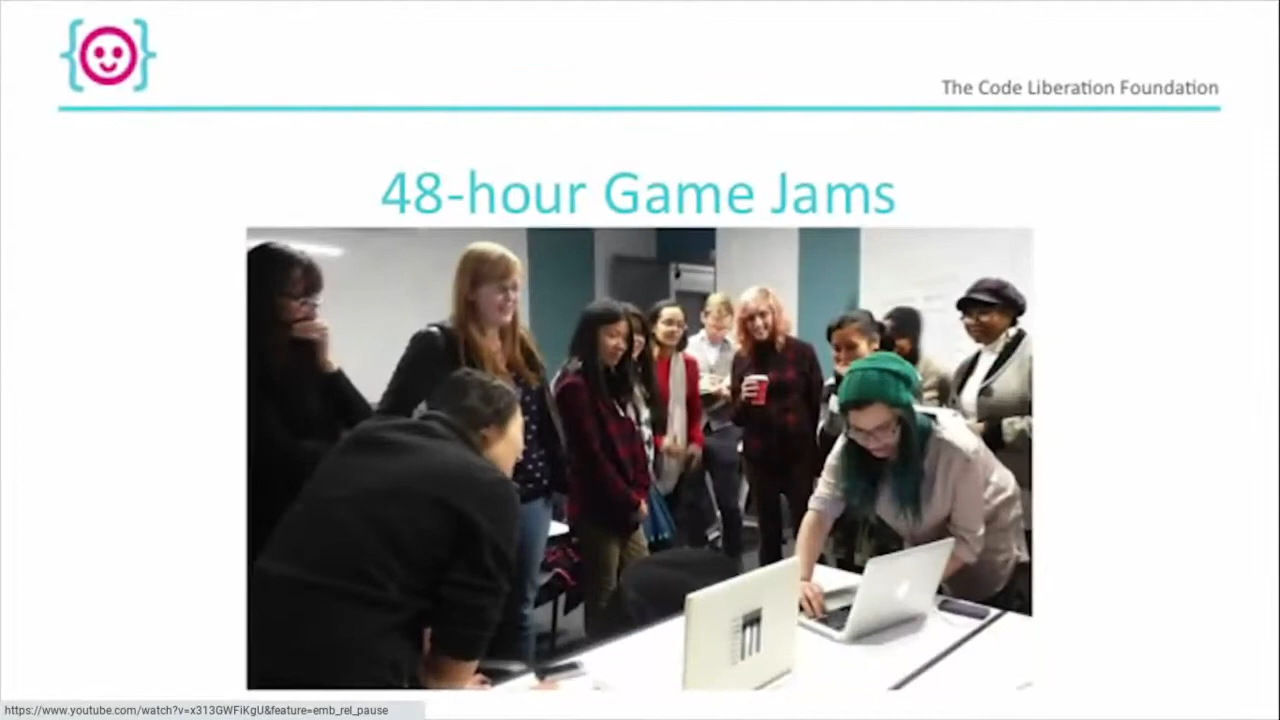 The Code Liberation Foundation
48-hour Game Jams
https://www.youtube.com/watch?v=x313GWFiKgU&feature=emb_rel_pause